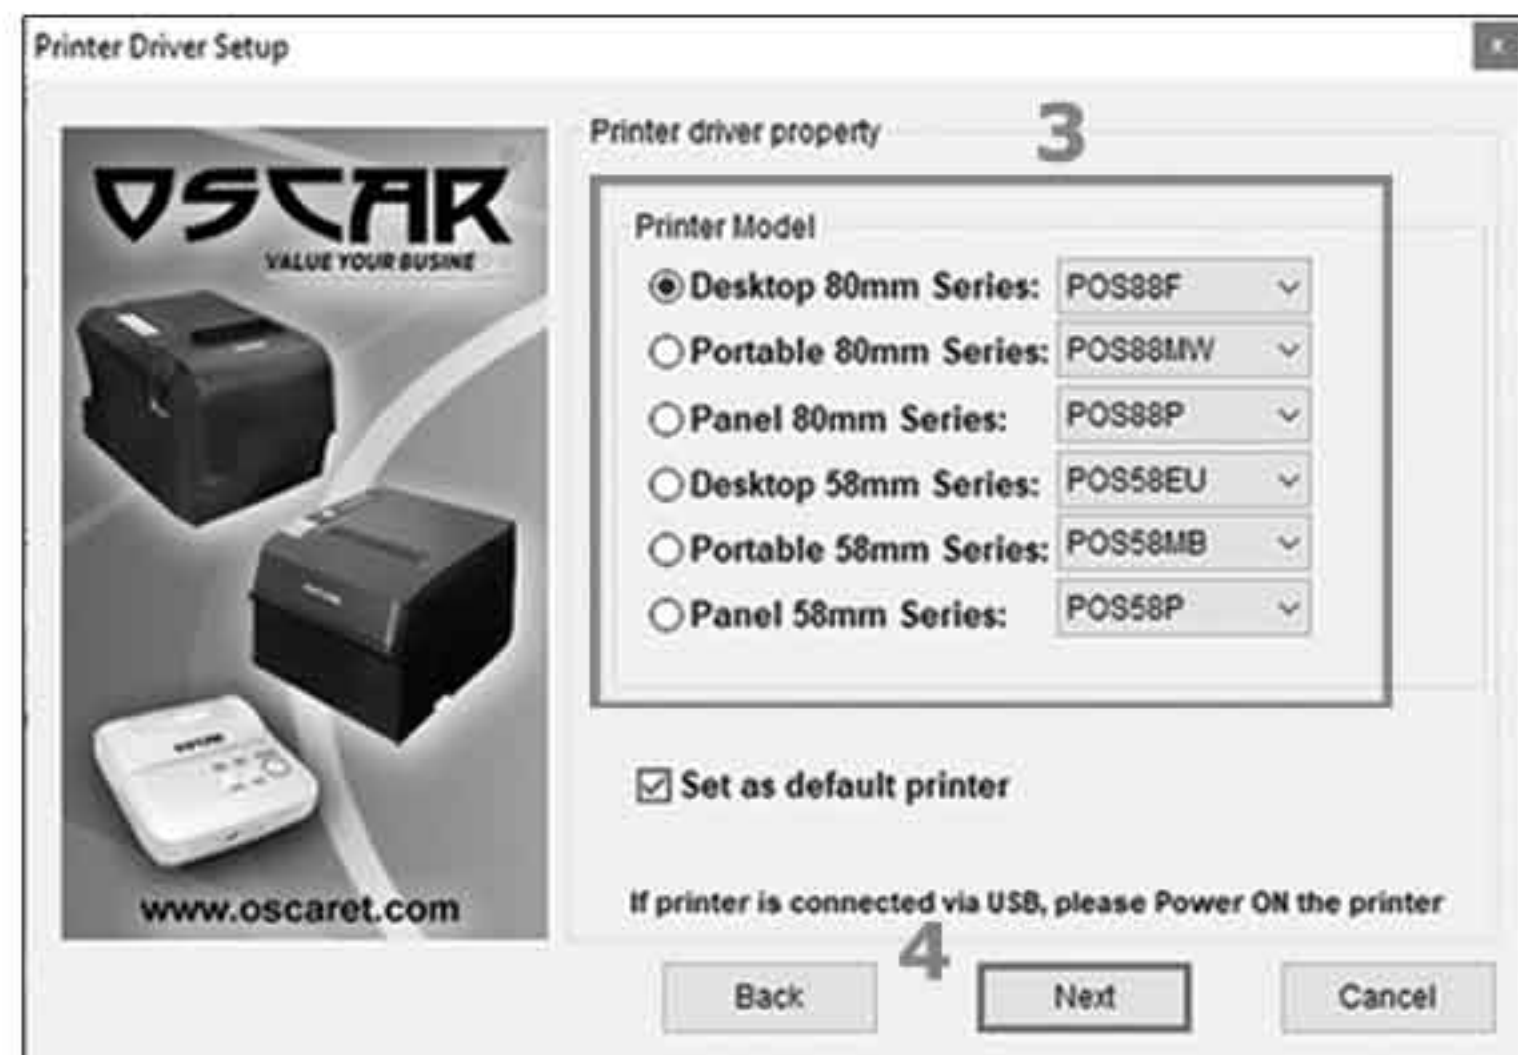 Printer Driver Setup
x
OSCAR
VALUE YOUR BUSINE
www.oscaret.com
Printer driver property
3
Printer Model
Desktop 80mm Series: POS88F
Portable 80mm Series: POS88MW
Panel 80mm Series: POS88P
Desktop 58mm Series: POS58EU
Portable 58mm Series: POS58MB
Panel 58mm Series: POS58P
Set as default printer
If printer is connected via USB, please Power ON the printer
4
Back
Next
Cancel